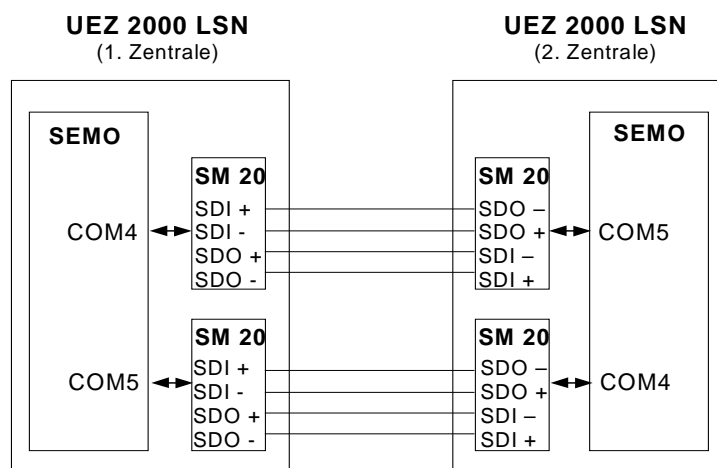 UEZ 2000 LSN
(1. Zentrale)
UEZ 2000 LSN
(2. Zentrale)
SEMO
COM4
COM5
SM 20
SDI +
SDI -
SDO +
SDO -
SM 20
SDI +
SDI -
SDO +
SDO -
SM 20
SDO –
SDO +
SDI –
SDI +
SM 20
SDO –
SDO +
SDI –
SDI +
SEMO
COM5
COM4